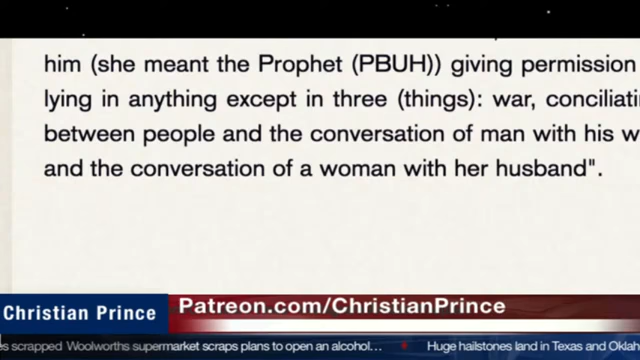 him (she meant the Prophet (PBUH)) giving permission
lying in anything except in three (things): war,
between people and the conversation of man with his
and the conversation of a woman with her husband".
Christian Prince
Patreon.com/ChristianPrince
scrapped Woolworths supermarket scraps plans to open an alcohol... Huge hailstones land in Texas and